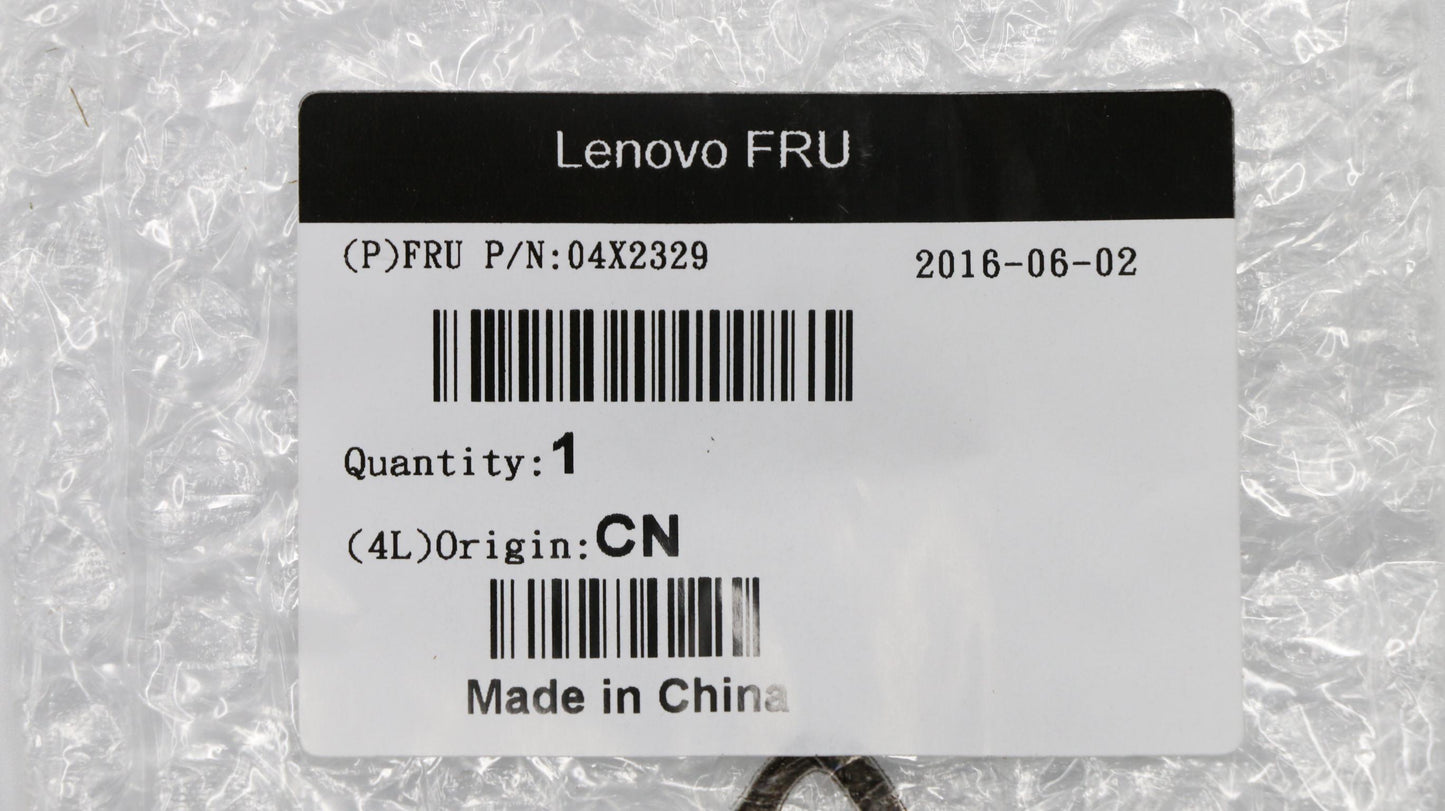 Lenovo FRU
(P)FRU P/N:04X2329 2016-06-02
Quantity:1
(4L)Origin:CN
Made in China